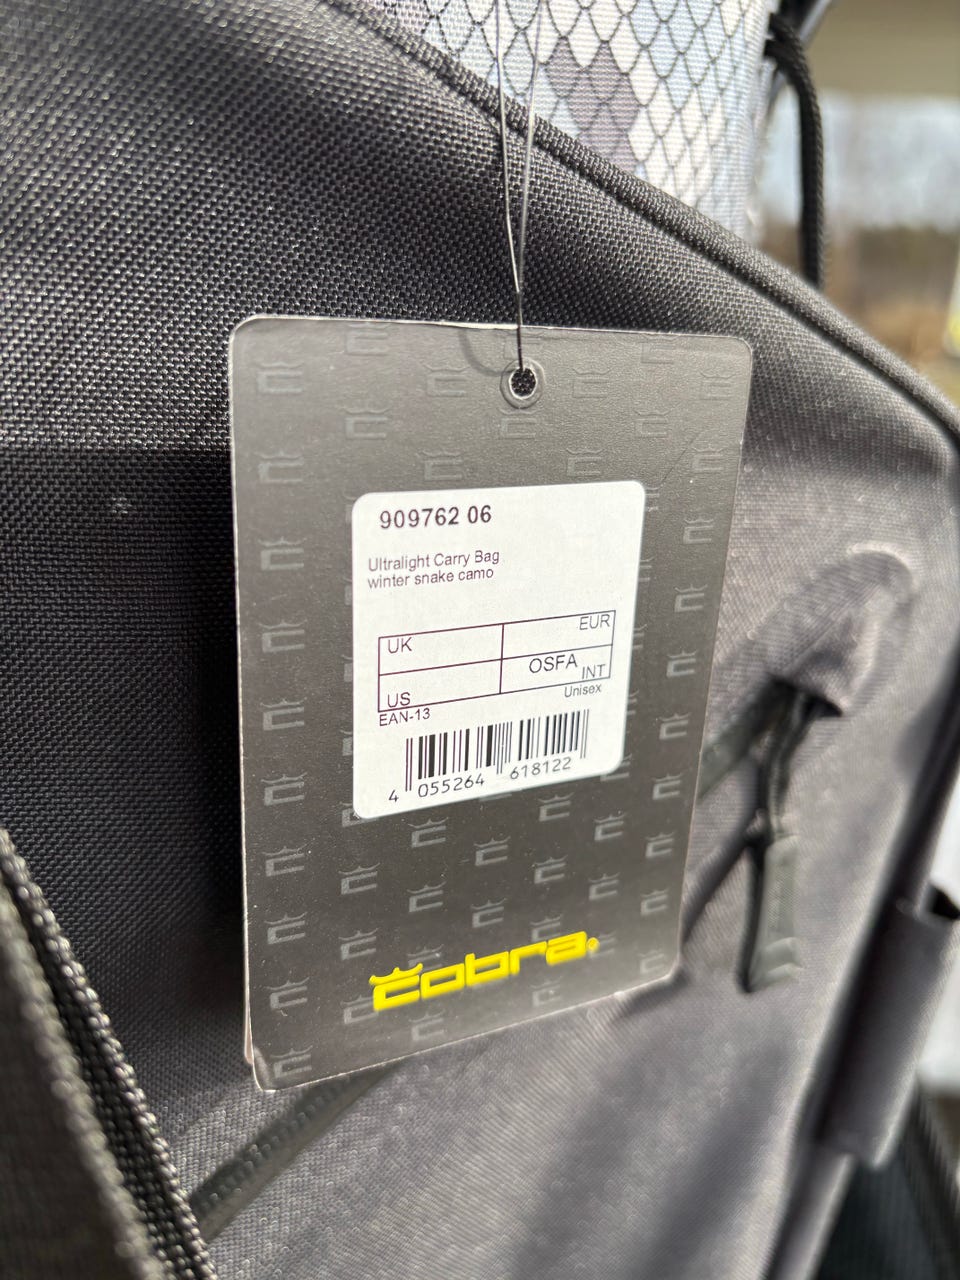 909762 06
Ultralight Carry Bag
winter snake camo
UK
EUR
US
OSFA
INT
EAN-13
Unisex
4 055264 618122
cobra®